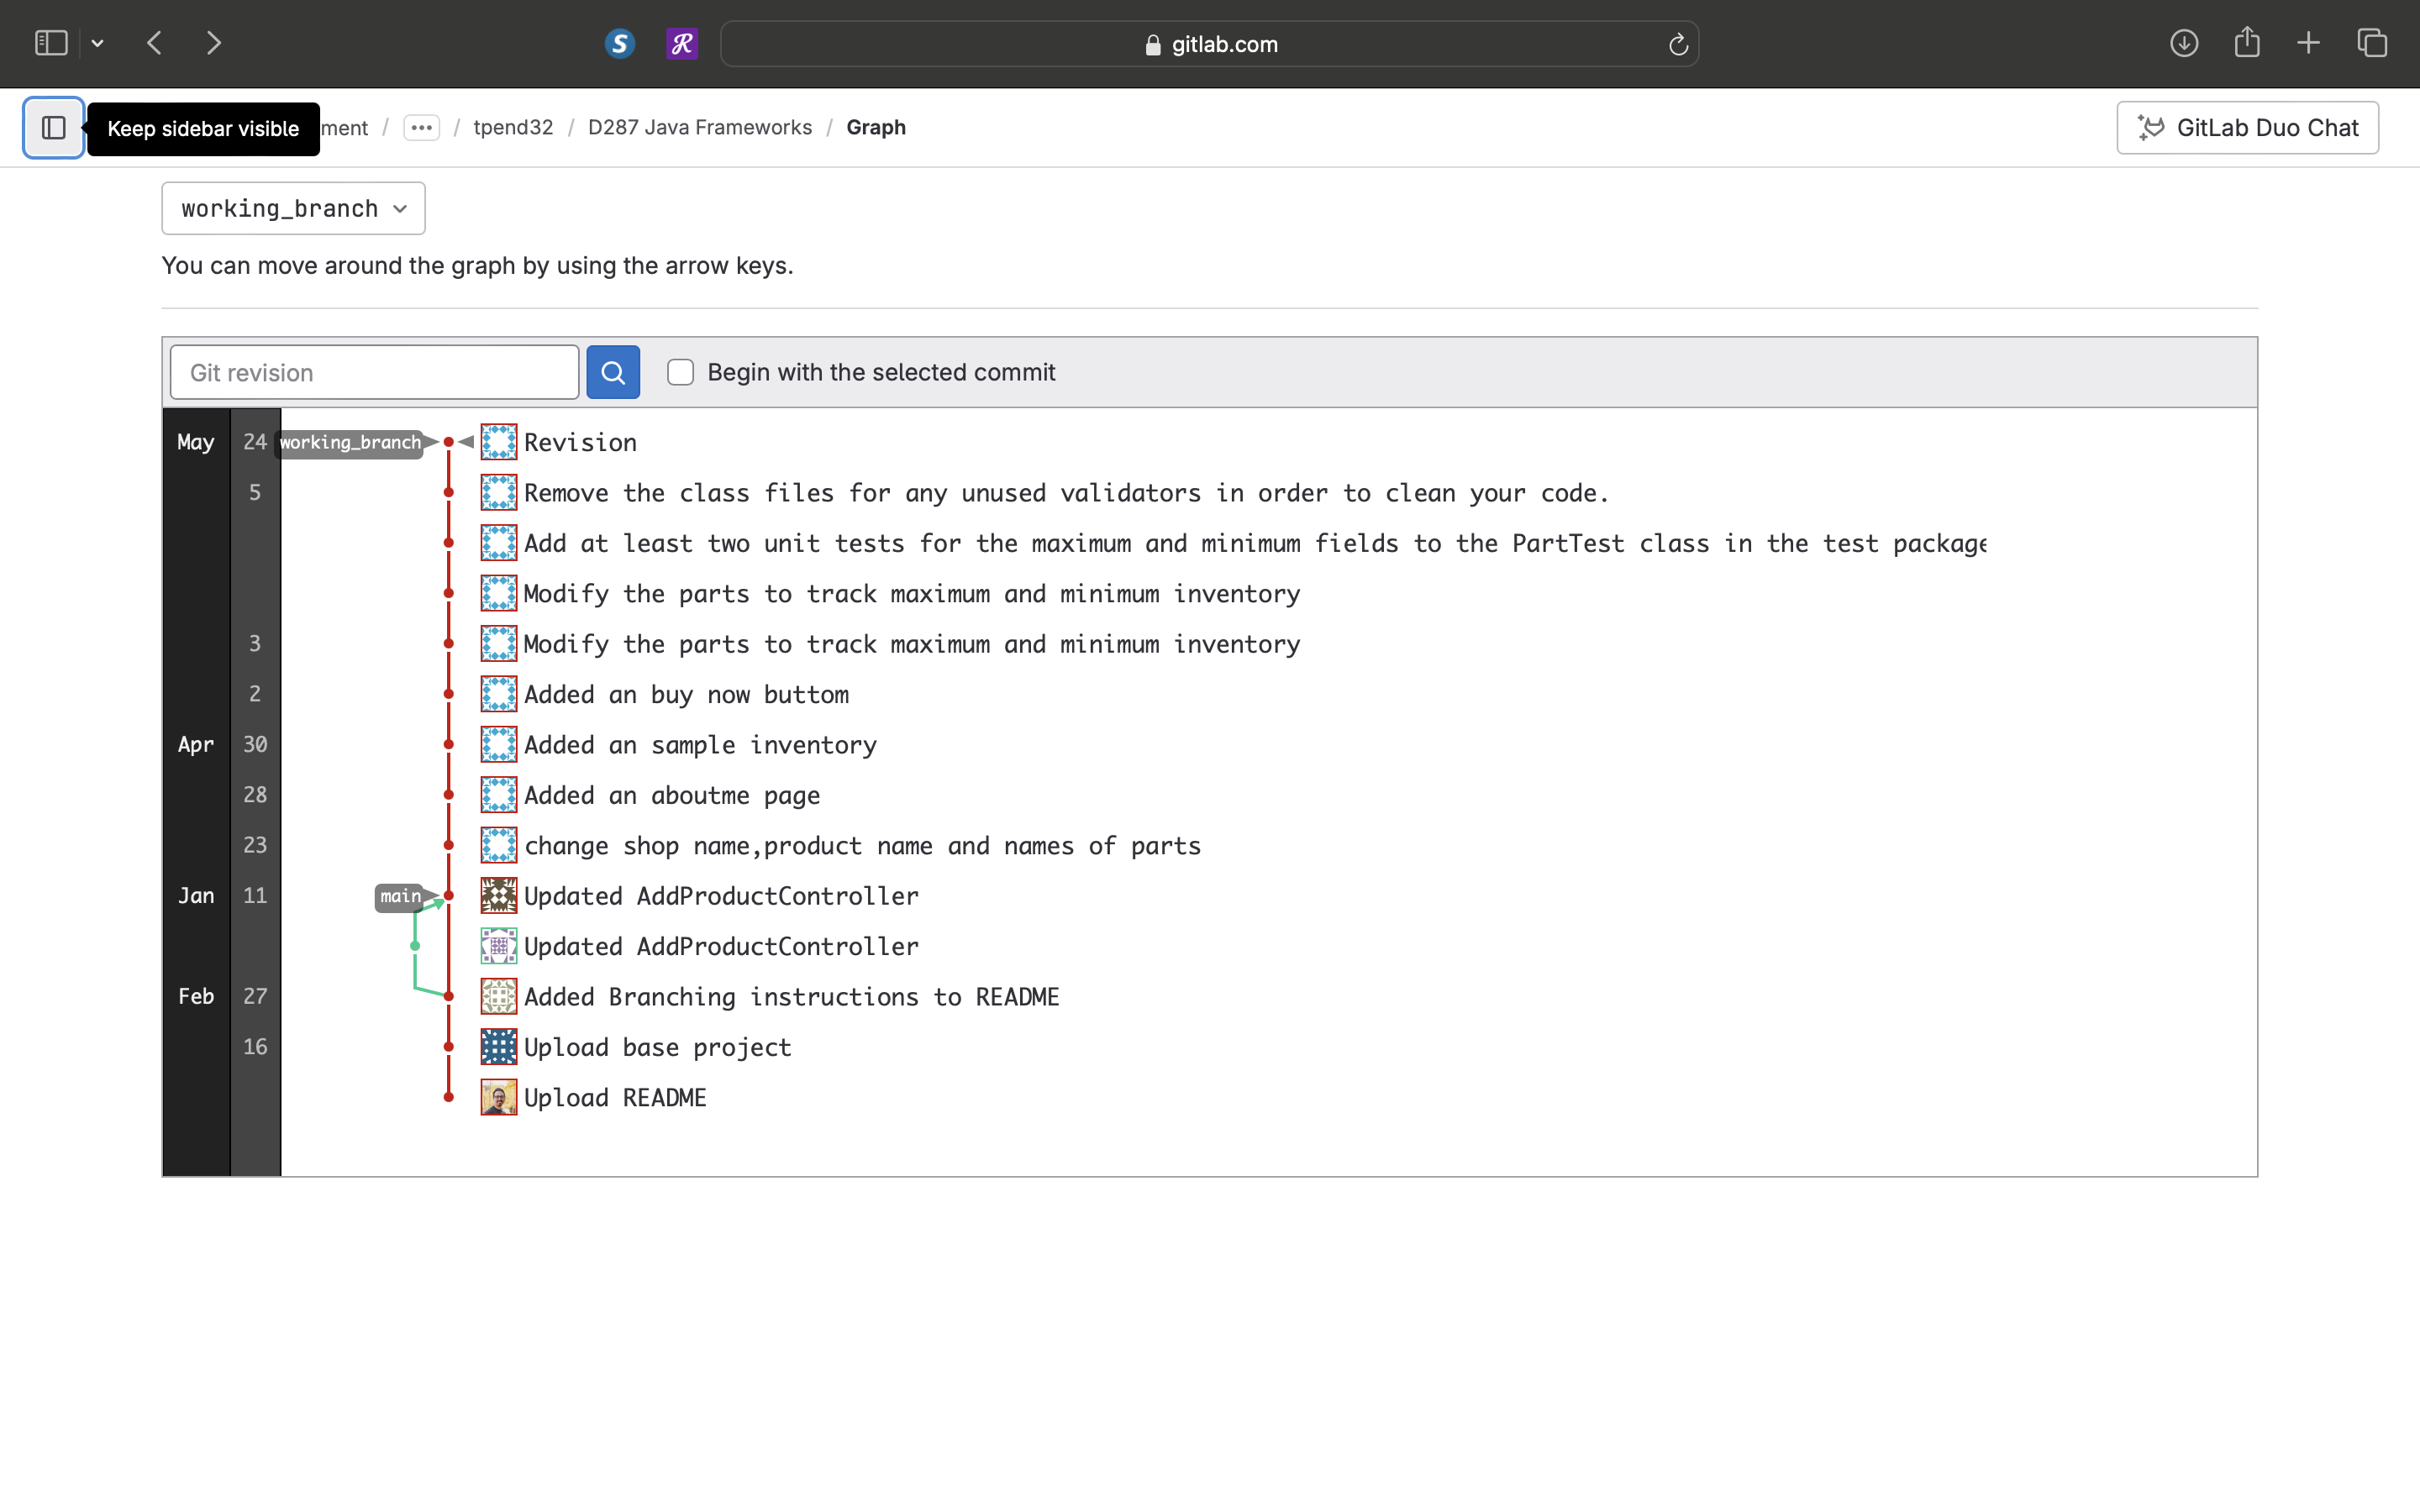 gitlab.com
Keep sidebar visible
ment / ••• / tpend32 / D287 Java Frameworks / Graph
GitLab Duo Chat
working_branch
You can move around the graph by using the arrow keys.
Git revision
Begin with the selected commit
May 24 working_branch Revision
5 Remove the class files for any unused validators in order to clean your code.
Add at least two unit tests for the maximum and minimum fields to the PartTest class in the test package
Modify the parts to track maximum and minimum inventory
3 Modify the parts to track maximum and minimum inventory
2 Added an buy now buttom
Apr 30 Added an sample inventory
28 Added an aboutme page
23 change shop name,product name and names of parts
Jan 11 main Updated AddProductController
Updated AddProductController
Feb 27 Added Branching instructions to README
16 Upload base project
Upload README